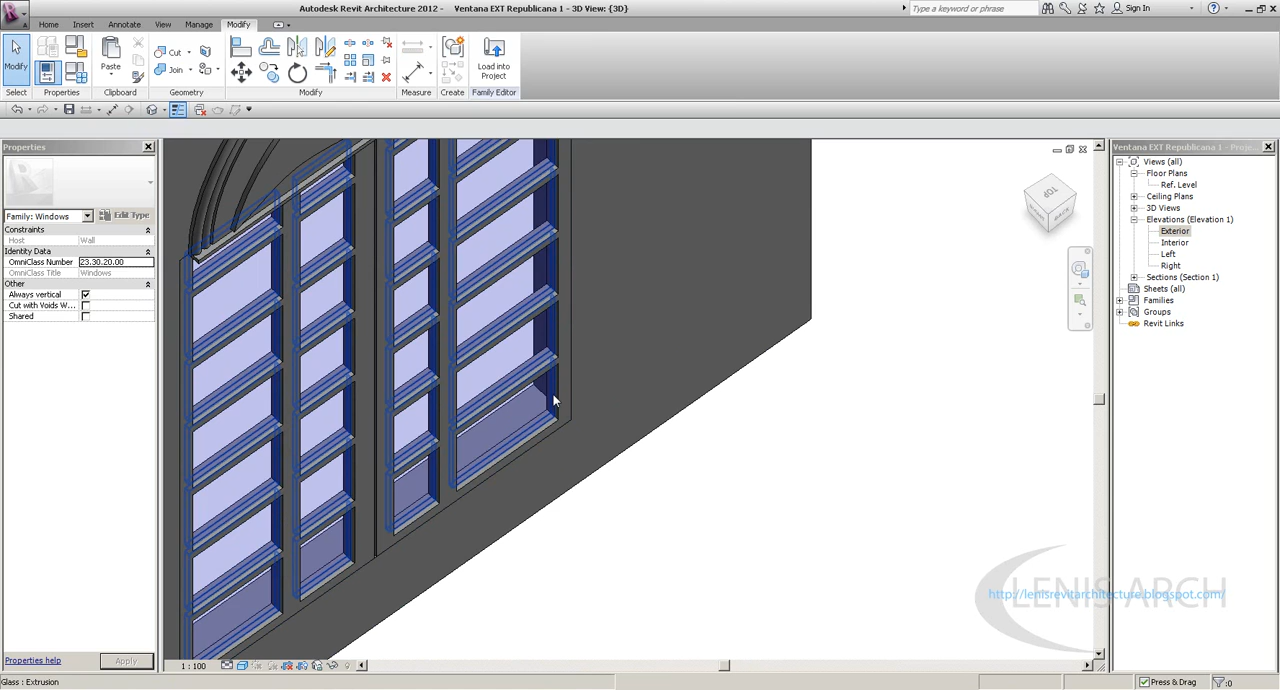 Autodesk Revit Architecture 2012 - Ventana EXT Republicana 1 - 3D View: {3D}
Type a keyword or phrase
Sign In
Home Insert Annotate View Manage Modify
Modify
Paste
Cut
Join
Load into
Project
Select Properties Clipboard Geometry Modify Measure Create Family Editor
Properties
Family: Windows
Edit Type
Constraints
Host Wall
Identity Data
OmniClass Number 23.30.20.00
OmniClass Title Windows
Other
Always vertical
Cut with Voids W...
Shared
Properties help
Apply
TOP
BACK
Ventana EXT Republicana 1 - Proje...
Views (all)
Floor Plans
Ref. Level
Ceiling Plans
3D Views
Elevations (Elevation 1)
Exterior
Interior
Left
Right
Sections (Section 1)
Sheets (all)
Families
Groups
Revit Links
LENIS ARCH
http://lenisrevitarchitecture.blogspot.com/
1 : 100
Glass : Extrusion
Press & Drag
:0